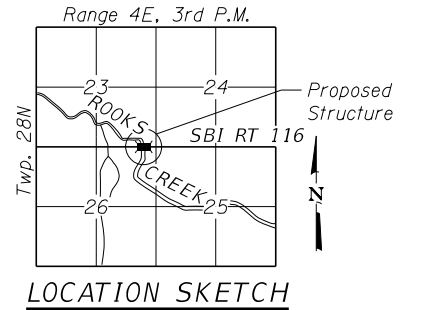 Range 4E, 3rd P.M.
23
24
Proposed
Structure
ROOKS
SBI RT 116
Twp. 28N
CREEK
N
26
25
LOCATION SKETCH